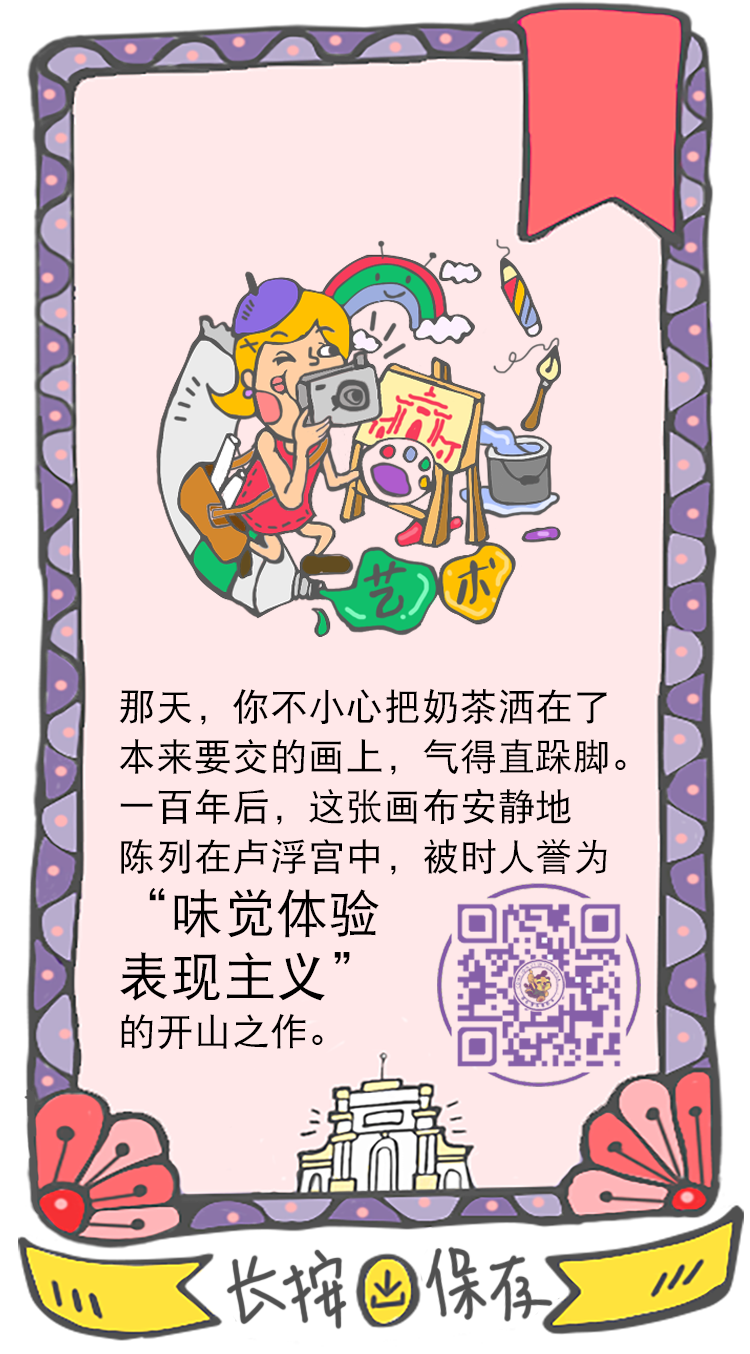 艺术
那天，你不小心把奶茶洒在了
本来要交的画上，气得直跺脚。
一百年后，这张画布安静地
陈列在卢浮宫中，被时人誉为
“味觉体验
表现主义”
的开山之作。
长按保存